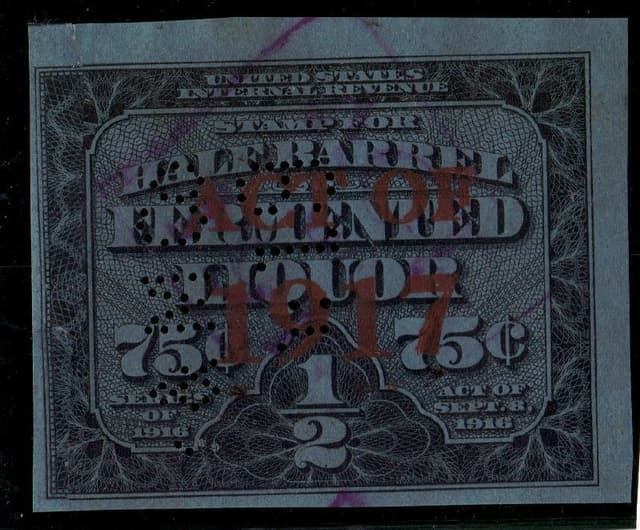 UNITED STATES
INTERNAL REVENUE
STAMP FOR
HALF BARREL
FERMENTED
LIQUOR
ACT OF
1917
75¢
75¢
1/2
SERIES
OF
1916
ACT OF
SEPT. 8,
1916